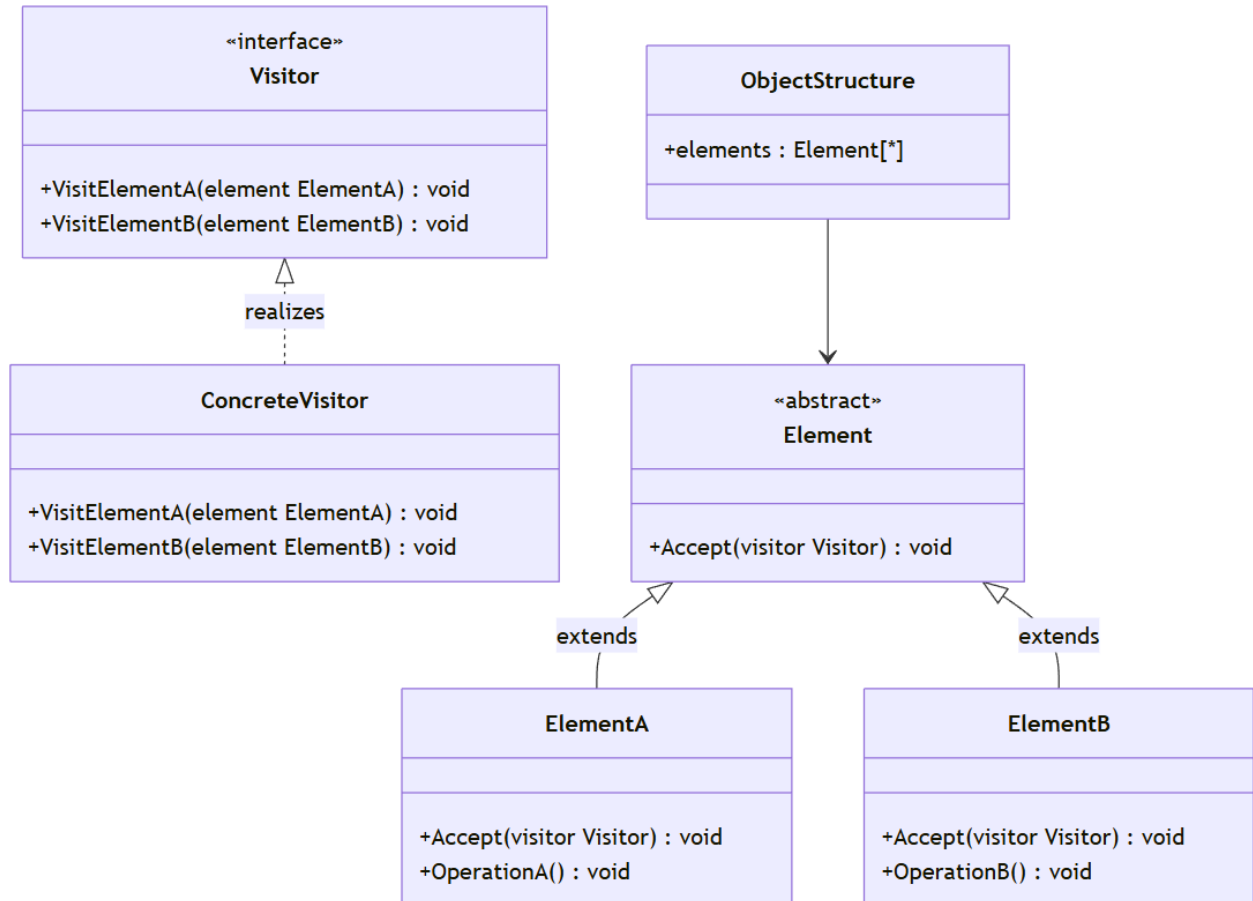 «interface»
Visitor
+VisitElementA(element ElementA) : void
+VisitElementB(element ElementB) : void
ObjectStructure
+elements : Element[*]
realizes
ConcreteVisitor
+VisitElementA(element ElementA) : void
+VisitElementB(element ElementB) : void
«abstract»
Element
+Accept(visitor Visitor) : void
extends
extends
ElementA
+Accept(visitor Visitor) : void
+OperationA() : void
ElementB
+Accept(visitor Visitor) : void
+OperationB() : void